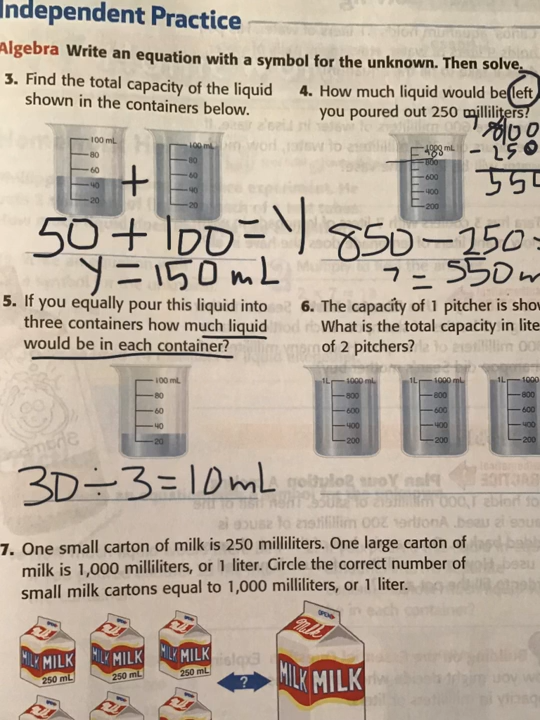 Independent Practice
Algebra Write an equation with a symbol for the unknown. Then solve.
3. Find the total capacity of the liquid
shown in the containers below.
100 mL
80
60
40
20
+
100 mL
80
60
40
20
50 + 100 = y
y = 150 mL
4. How much liquid would be left
you poured out 250 milliliters?
1000 mL
800
600
400
200
250
550
850 - 250
? = 550 m
5. If you equally pour this liquid into
three containers how much liquid
would be in each container?
100 mL
80
60
40
20
30 ÷ 3 = 10 mL
6. The capacity of 1 pitcher is show
What is the total capacity in lite
of 2 pitchers?
1L 1000 mL
800
600
400
200
1L 1000 mL
800
600
400
200
1L 1000
800
600
400
200
7. One small carton of milk is 250 milliliters. One large carton of
milk is 1,000 milliliters, or 1 liter. Circle the correct number of
small milk cartons equal to 1,000 milliliters, or 1 liter.
MILK MILK
250 mL
MILK MILK
250 mL
MILK MILK
250 mL
?
Milk
MILK MILK